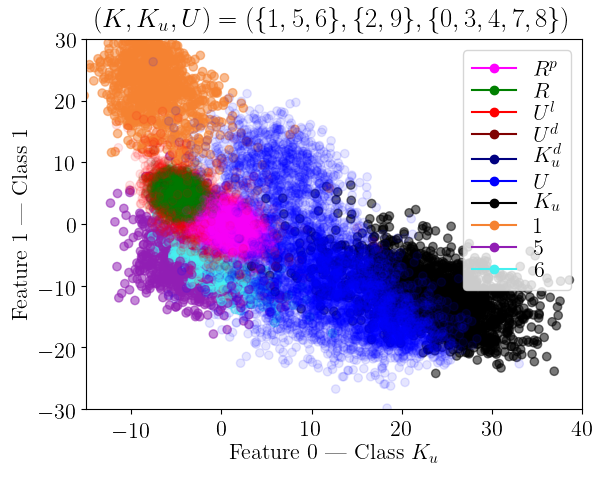 (K, K_u, U) = ({1, 5, 6}, {2, 9}, {0, 3, 4, 7, 8})
30
20
10
0
−10
−20
−30
Feature 1 — Class 1
R^p
R
U^l
U^d
K_u^d
U
K_u
1
5
6
−10
0
10
20
30
40
Feature 0 — Class K_u